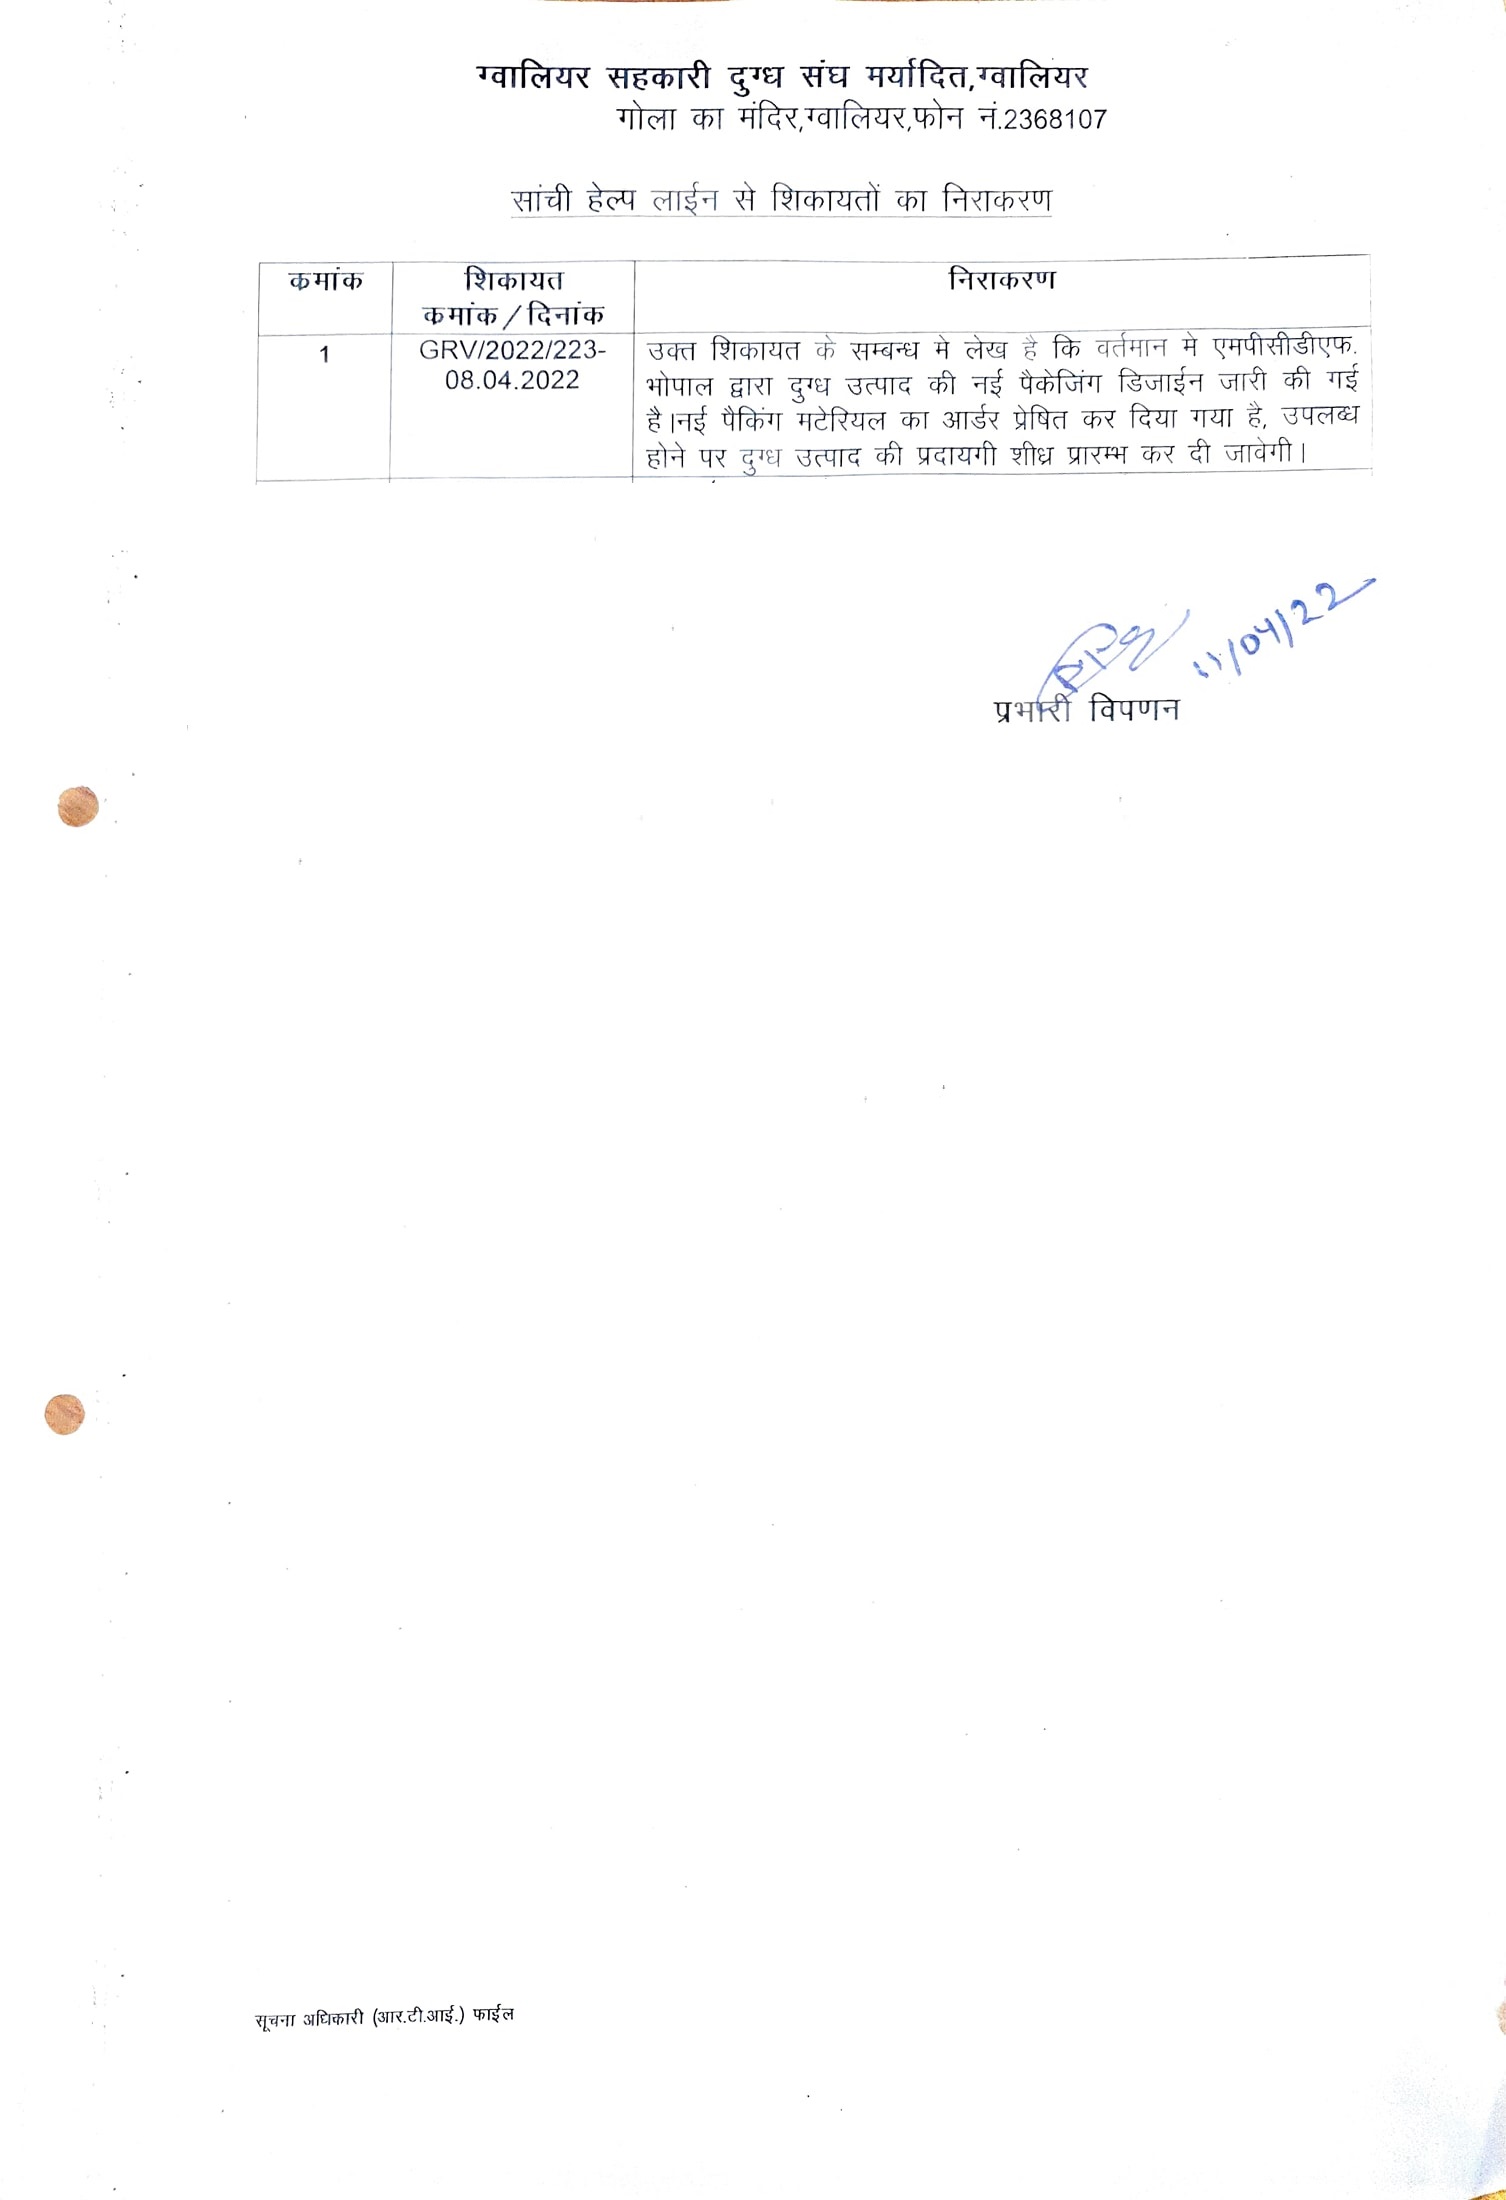 ग्वालियर सहकारी दुग्ध संघ मर्यादित,ग्वालियर
गोला का मंदिर,ग्वालियर,फोन नं.2368107
सांची हेल्प लाईन से शिकायतों का निराकरण
कमांक
शिकायत
कमांक/दिनांक
निराकरण
1
GRV/2022/223-
08.04.2022
उक्त शिकायत के सम्बन्ध मे लेख है कि वर्तमान मे एमपीसीडीएफ.
भोपाल द्वारा दुग्ध उत्पाद की नई पैकेजिंग डिजाईन जारी की गई
है।नई पैकिंग मटेरियल का आर्डर प्रेषित कर दिया गया है, उपलब्ध
होने पर दुग्ध उत्पाद की प्रदायगी शीध्र प्रारम्भ कर दी जावेगी।
11/04/22
प्रभारी विपणन
सूचना अधिकारी (आर.टी.आई.) फाईल